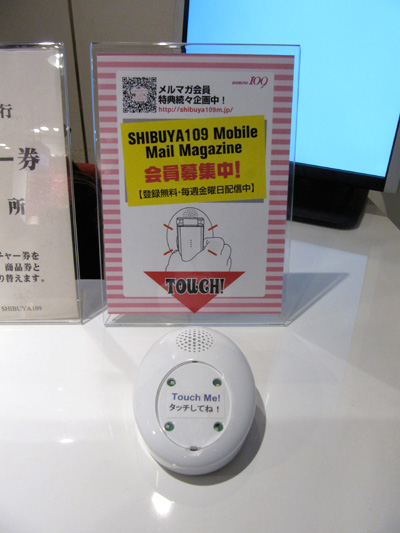 行
ー券
所
チャー券を
商品券と
り替えます。
SHIBUYA109
メルマガ会員
特典続々企画中！
http://shibuya109m.jp/
SHIBUYA 109
SHIBUYA109 Mobile
Mail Magazine
会員募集中！
【登録無料・毎週金曜日配信中】
TOUCH!
Touch Me!
タッチしてね！